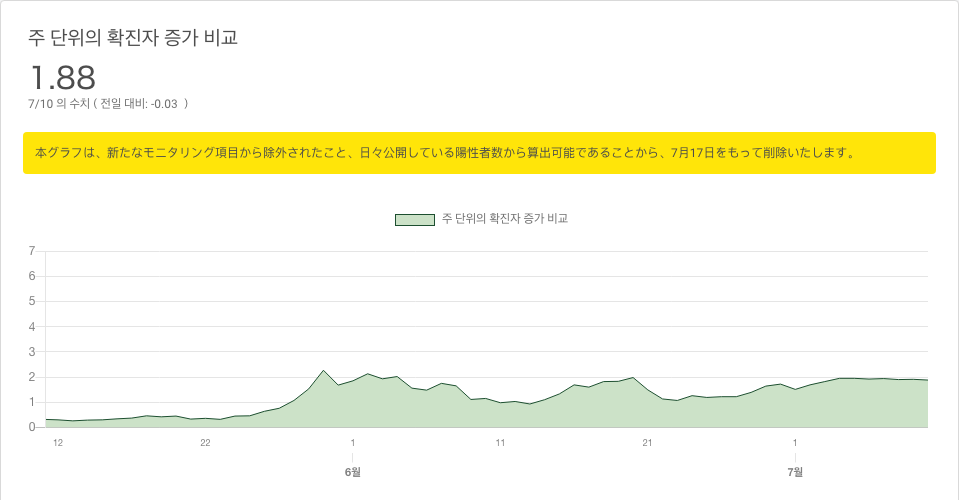 주 단위의 확진자 증가 비교
1.88
7/10 의 수치 ( 전일 대비: -0.03 )
本グラフは、新たなモニタリング項目から除外されたこと、日々公開している陽性者数から算出可能であることから、7月17日をもって削除いたします。
주 단위의 확진자 증가 비교
7
6
5
4
3
2
1
0
12 22 1 11 21 1
6월 7월